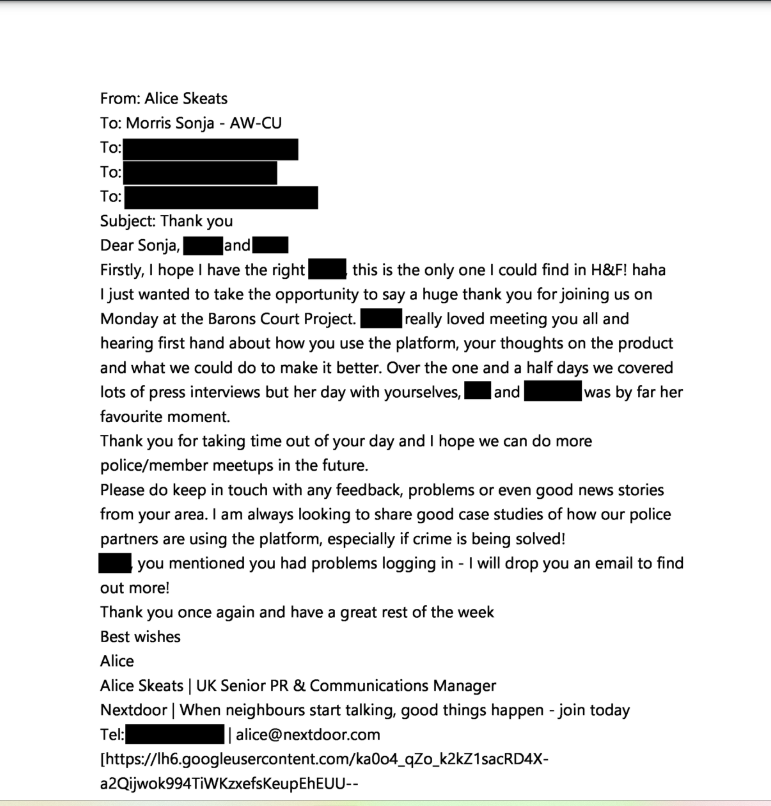 From: Alice Skeats
To: Morris Sonja - AW-CU
To:
To:
To:
Subject: Thank you
Dear Sonja, and
Firstly, I hope I have the right , this is the only one I could find in H&F! haha
I just wanted to take the opportunity to say a huge thank you for joining us on
Monday at the Barons Court Project. really loved meeting you all and
hearing first hand about how you use the platform, your thoughts on the product
and what we could do to make it better. Over the one and a half days we covered
lots of press interviews but her day with yourselves, and was by far her
favourite moment.
Thank you for taking time out of your day and I hope we can do more
police/member meetups in the future.
Please do keep in touch with any feedback, problems or even good news stories
from your area. I am always looking to share good case studies of how our police
partners are using the platform, especially if crime is being solved!
, you mentioned you had problems logging in - I will drop you an email to find
out more!
Thank you once again and have a great rest of the week
Best wishes
Alice
Alice Skeats | UK Senior PR & Communications Manager
Nextdoor | When neighbours start talking, good things happen - join today
Tel: | alice@nextdoor.com
[https://lh6.googleusercontent.com/ka0o4_qZo_k2kZ1sacRD4X-
a2Qijwok994TiWKzxefsKeupEhEUU--